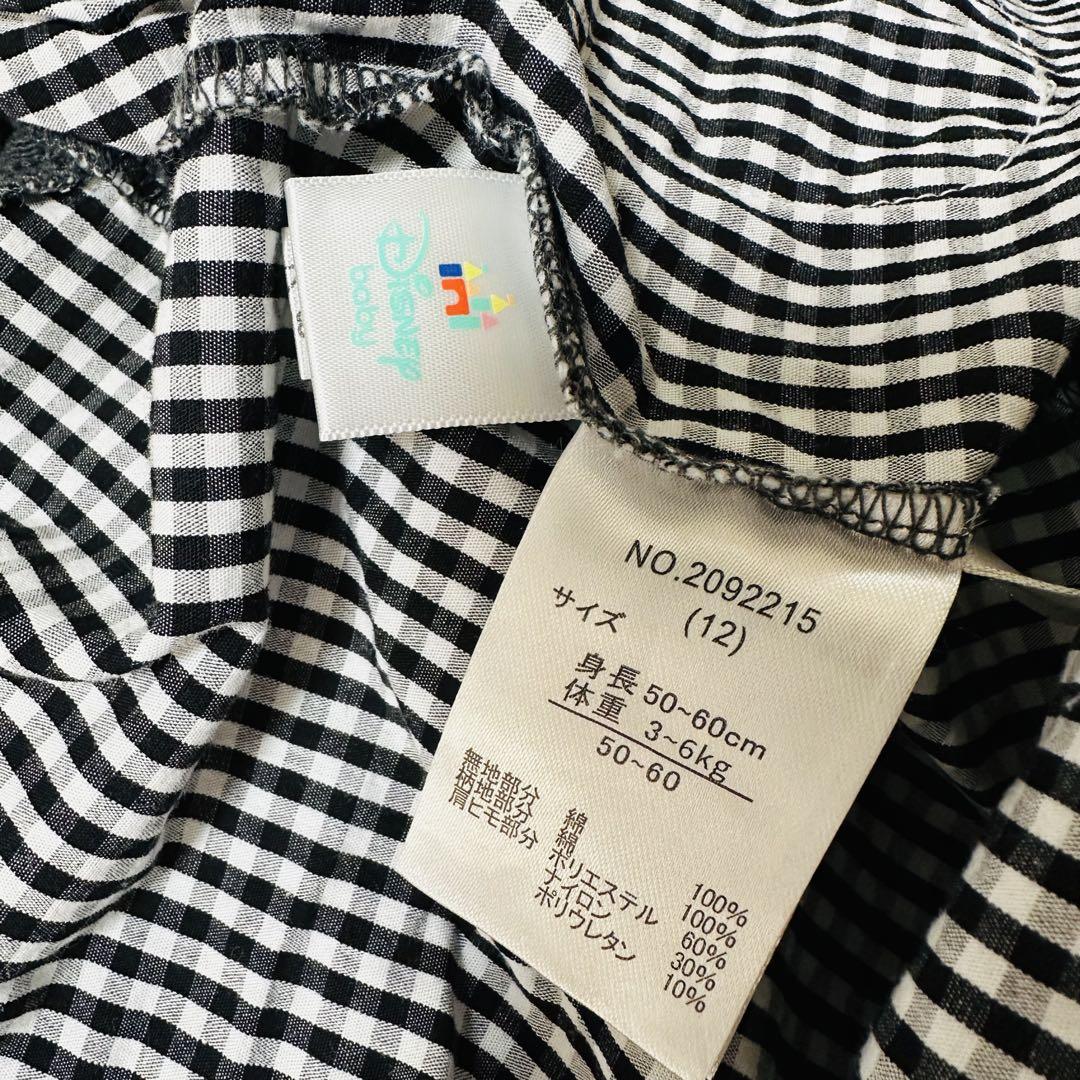 Disney
baby
NO.2092215
サイズ (12)
身長 50~60cm
体重 3~6kg
50~60
無地部分 綿 100%
柄地部分 綿 100%
肩ヒモ部分 ポリエステル 60%
ナイロン 30%
ポリウレタン 10%